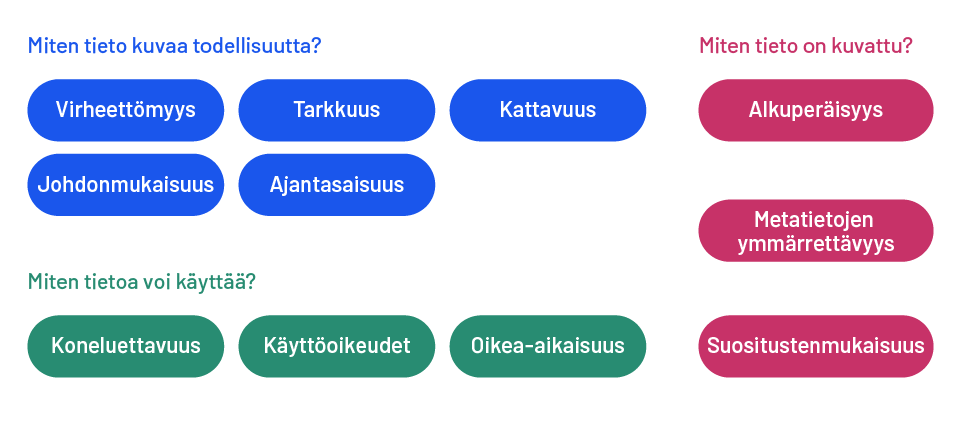 Miten tieto kuvaa todellisuutta?
Virheettömyys
Tarkkuus
Kattavuus
Johdonmukaisuus
Ajantasaisuus
Miten tietoa voi käyttää?
Koneluettavuus
Käyttöoikeudet
Oikea-aikaisuus
Miten tieto on kuvattu?
Alkuperäisyys
Metatietojen
ymmärrettävyys
Suositustenmukaisuus